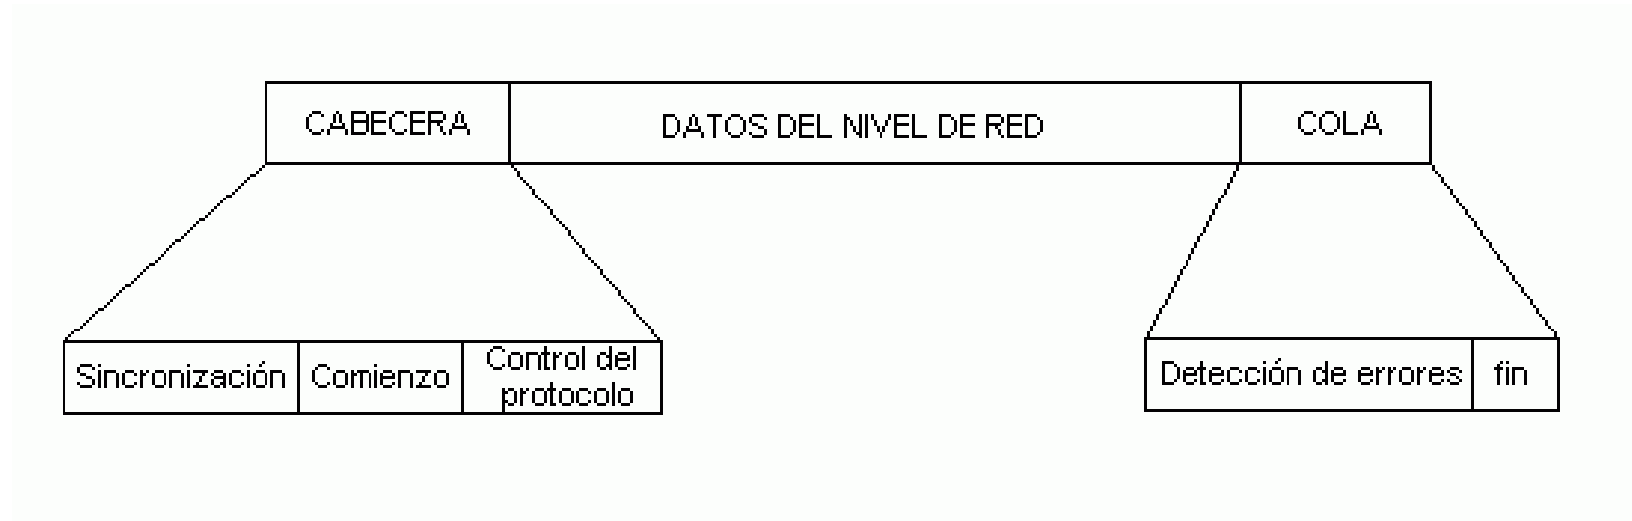 CABECERA
DATOS DEL NIVEL DE RED
COLA
Sincronización
Comienzo
Control del
protocolo
Detección de errores
fin